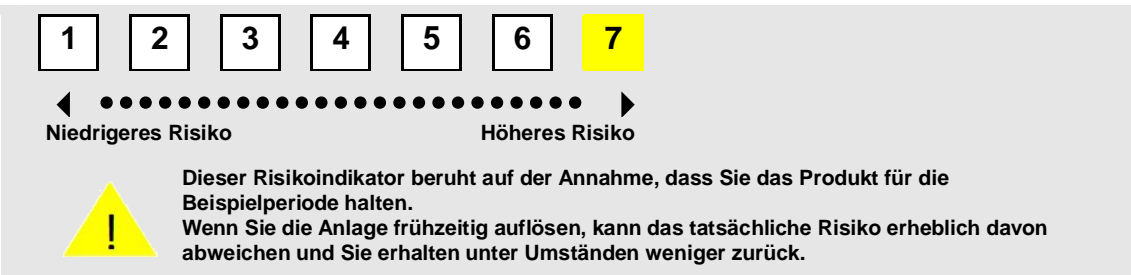 1 2 3 4 5 6 7
Niedrigeres Risiko Höheres Risiko
Dieser Risikoindikator beruht auf der Annahme, dass Sie das Produkt für die
Beispielperiode halten.
Wenn Sie die Anlage frühzeitig auflösen, kann das tatsächliche Risiko erheblich davon
abweichen und Sie erhalten unter Umständen weniger zurück.
!